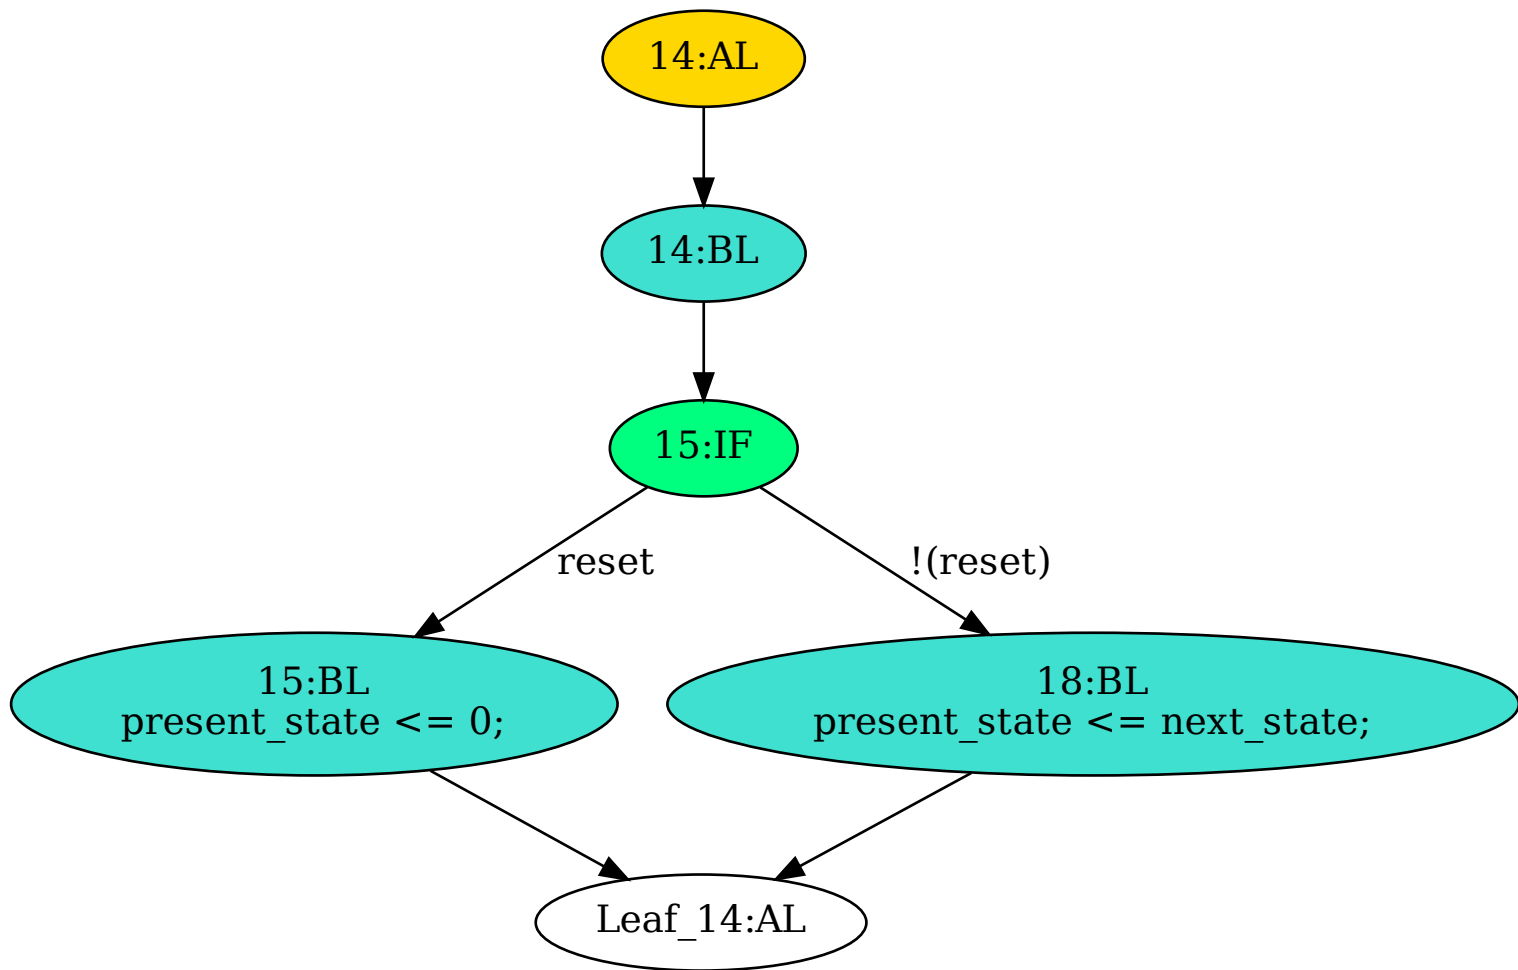 14:AL
14:BL
15:IF
reset
!(reset)
15:BL
present_state <= 0;
18:BL
present_state <= next_state;
Leaf_14:AL